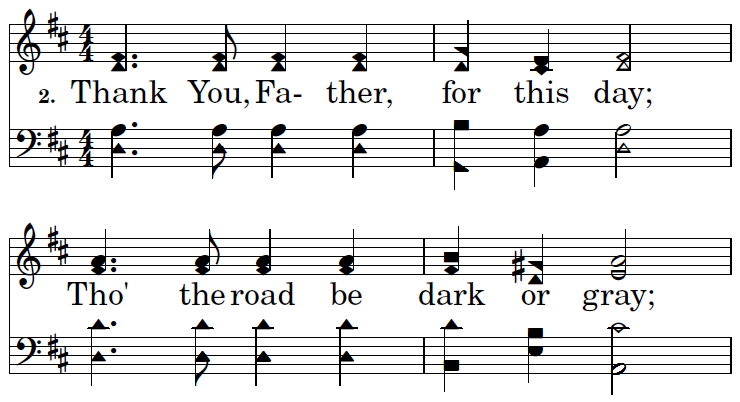 2. Thank You, Fa- ther, for this day;
Tho' the road be dark or gray;